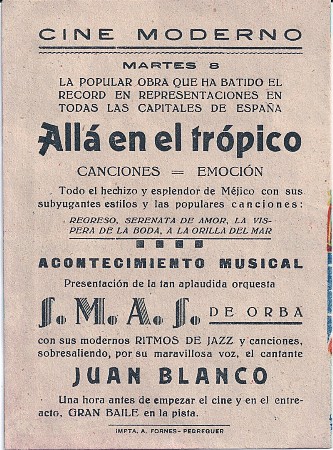 CINE MODERNO
MARTES 8
LA POPULAR OBRA QUE HA BATIDO EL
RECORD EN REPRESENTACIONES EN
TODAS LAS CAPITALES DE ESPAÑA
Allá en el trópico
CANCIONES = EMOCIÓN
Todo el hechizo y esplendor de Méjico con sus
subyugantes estilos y las populares canciones:
REGRESO, SERENATA DE AMOR, LA VIS-
PERA DE LA BODA, A LA ORILLA DEL MAR
ACONTECIMIENTO MUSICAL
Presentación de la tan aplaudida orquesta
S. M. A. S. DE ORBA
con sus modernos RITMOS DE JAZZ y canciones,
sobresaliendo, por su maravillosa voz, el cantante
JUAN BLANCO
Una hora antes de empezar el cine y en el entre-
acto, GRAN BAILE en la pista.
IMPTA. A. FORNES - PEDREGUER